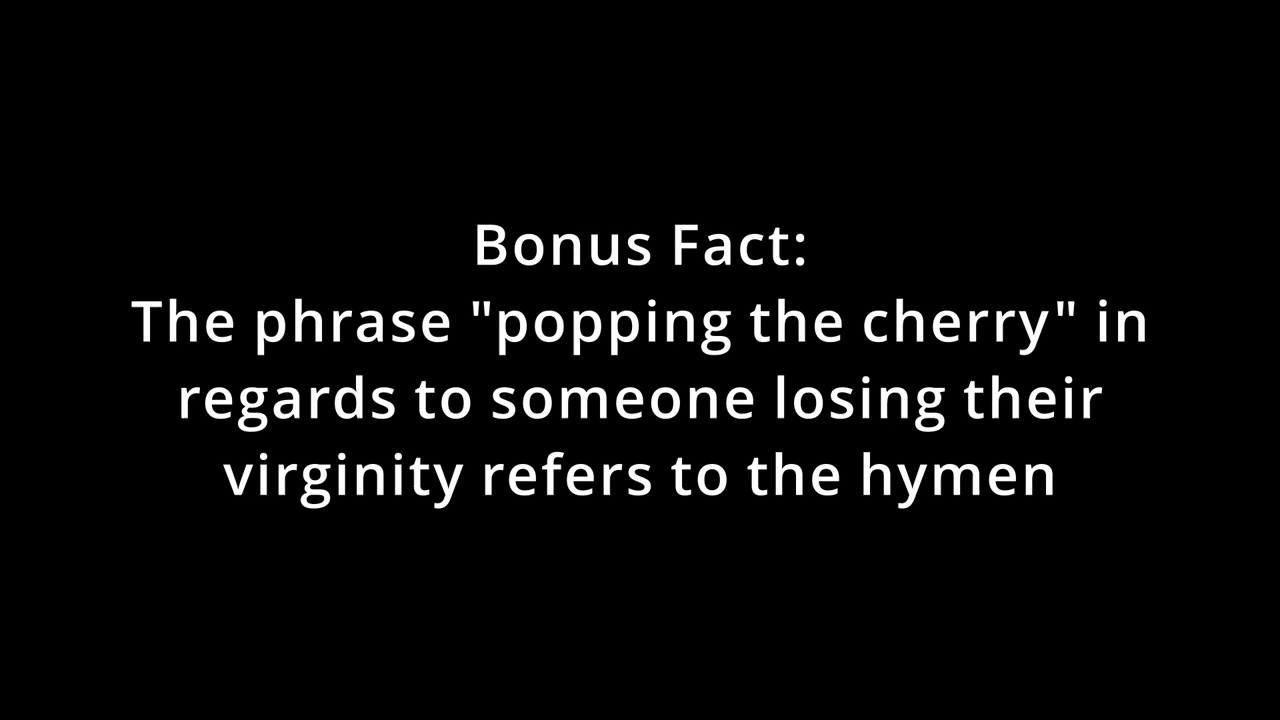 Bonus Fact:
The phrase "popping the cherry" in
regards to someone losing their
virginity refers to the hymen